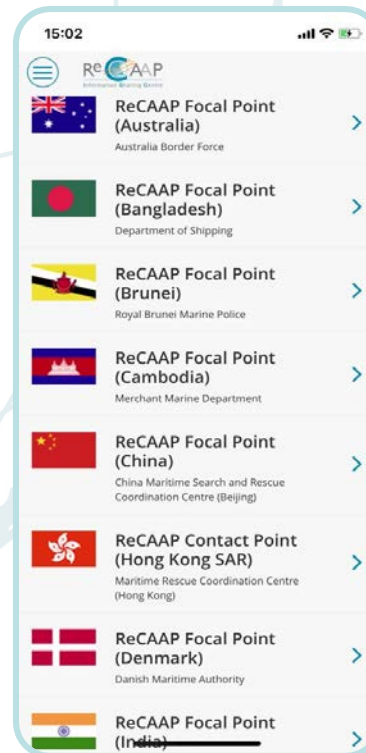 15:02
ReCAAP
Information Sharing Centre
ReCAAP Focal Point
(Australia)
Australia Border Force
ReCAAP Focal Point
(Bangladesh)
Department of Shipping
ReCAAP Focal Point
(Brunei)
Royal Brunei Marine Police
ReCAAP Focal Point
(Cambodia)
Merchant Marine Department
ReCAAP Focal Point
(China)
China Maritime Search and Rescue
Coordination Centre (Beijing)
ReCAAP Contact Point
(Hong Kong SAR)
Maritime Rescue Coordination Centre
(Hong Kong)
ReCAAP Focal Point
(Denmark)
Danish Maritime Authority
ReCAAP Focal Point
(India)